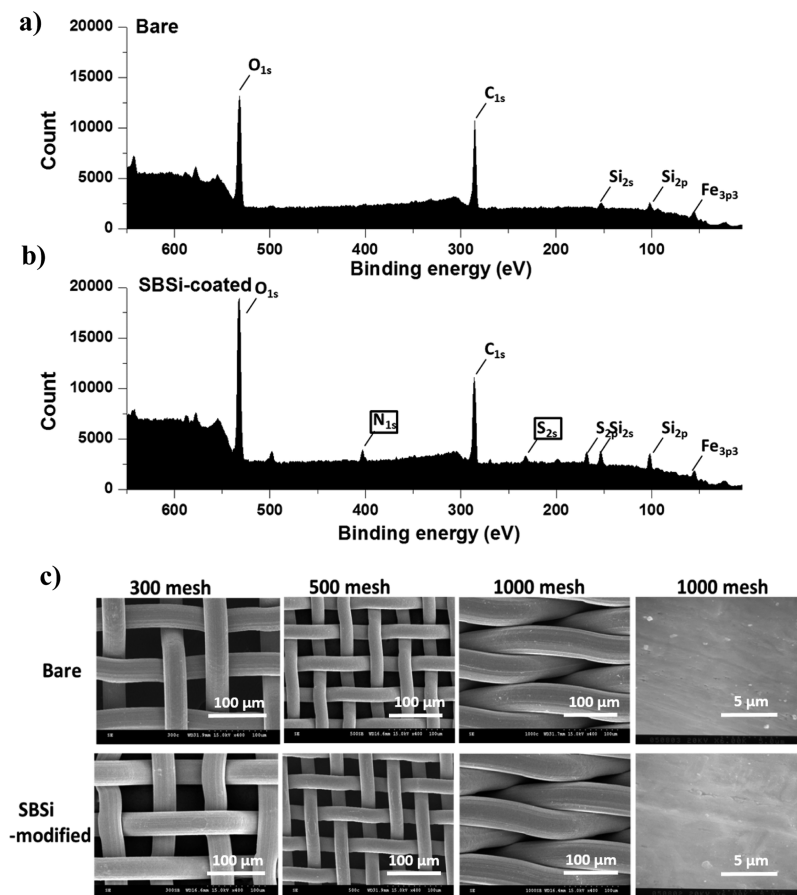 a)
Bare
20000
15000
10000
5000
0
Count
O1s
C1s
Si2s
Si2p
Fe3p3
600 500 400 300 200 100
Binding energy (eV)
b)
SBSi-coated
20000
15000
10000
5000
0
Count
O1s
N1s
C1s
S2s
S2p
Si2s
Si2p
Fe3p3
600 500 400 300 200 100
Binding energy (eV)
c)
300 mesh 500 mesh 1000 mesh 1000 mesh
Bare
100 μm 100 μm 100 μm 5 μm
SBSi
-modified
100 μm 100 μm 100 μm 5 μm